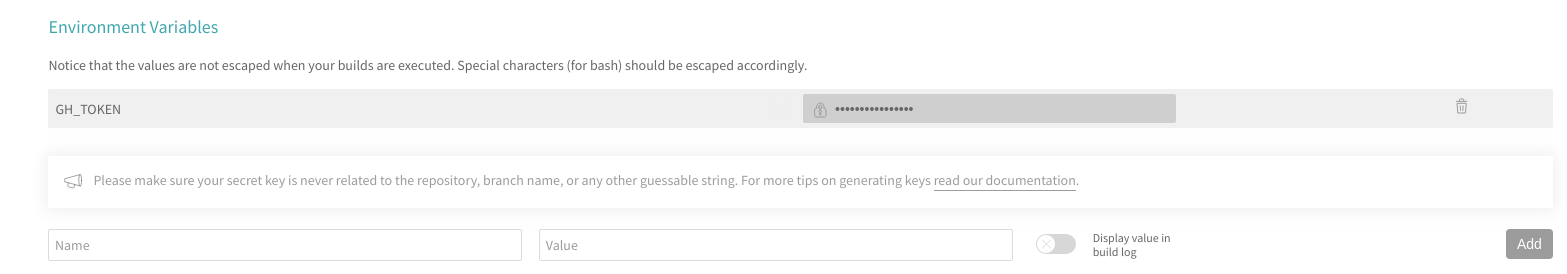 Environment Variables
Notice that the values are not escaped when your builds are executed. Special characters (for bash) should be escaped accordingly.
GH_TOKEN ••••••••••••••••
Please make sure your secret key is never related to the repository, branch name, or any other guessable string. For more tips on generating keys read our documentation.
Name Value Display value in
build log Add